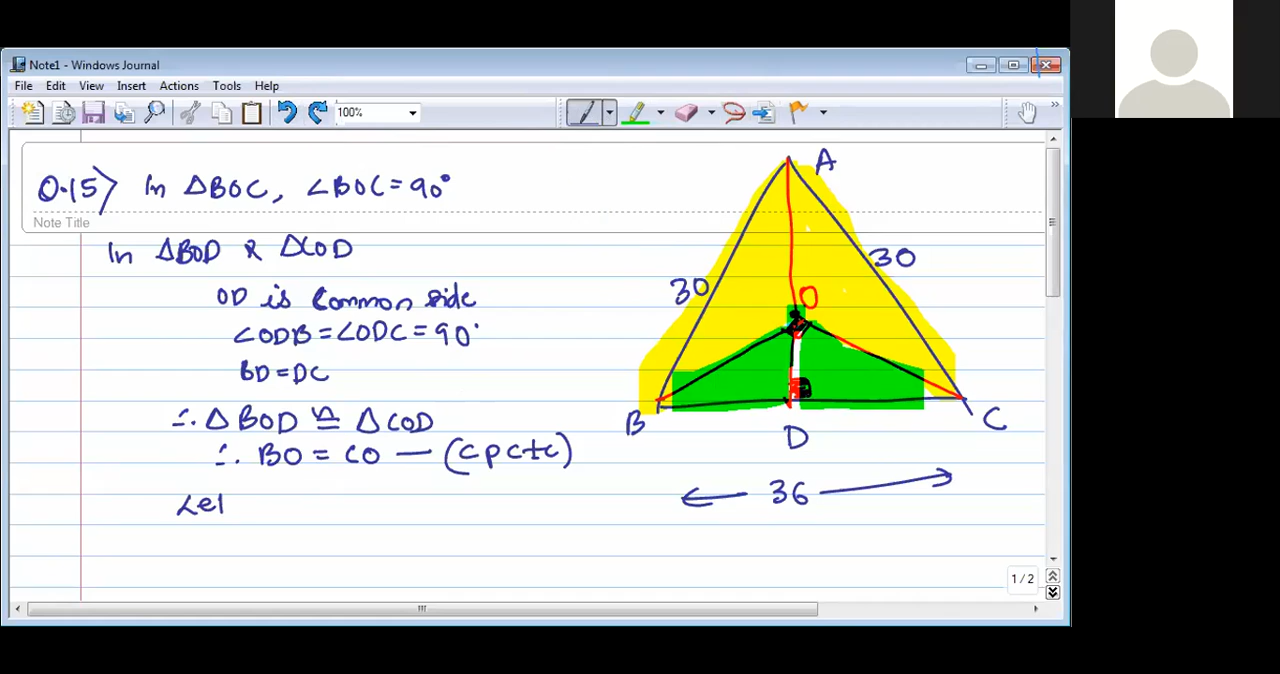 Note1 - Windows Journal
File Edit View Insert Actions Tools Help
100%
Q.15) In ΔBOC, ∠BOC = 90°
Note Title
In ΔBOD & ΔCOD
OD is Common side
∠ODB = ∠ODC = 90°
BD = DC
∴ Δ BOD ≅ Δ COD
∴ BO = CO — (cpctc)
Let
A
30
30
O
B
D
C
36
1 / 2